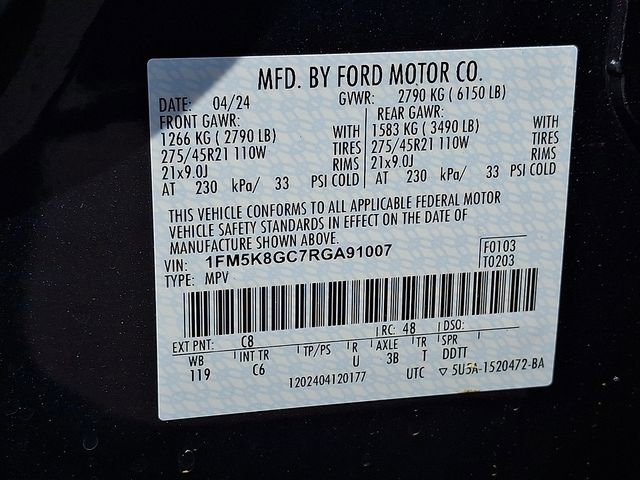 MFD. BY FORD MOTOR CO.
DATE: 04/24 GVWR: 2790 KG ( 6150 LB)
FRONT GAWR: REAR GAWR:
1266 KG ( 2790 LB) WITH 1583 KG ( 3490 LB) WITH
275/45R21 110W TIRES 275/45R21 110W TIRES
21x9.0J RIMS 21x9.0J RIMS
AT 230 kPa/ 33 PSI COLD AT 230 kPa/ 33 PSI COLD
THIS VEHICLE CONFORMS TO ALL APPLICABLE FEDERAL MOTOR
VEHICLE SAFETY STANDARDS IN EFFECT ON THE DATE OF
MANUFACTURE SHOWN ABOVE.
VIN: 1FM5K8GC7RGA91007 F0103
TYPE: MPV T0203
EXT PNT: C8 RC: 48 DSO:
WB INT TR TP/PS R AXLE TR SPR
119 C6 U 3B T DDTT
1202404120177 UTC ▽ 5U5A-1520472-BA